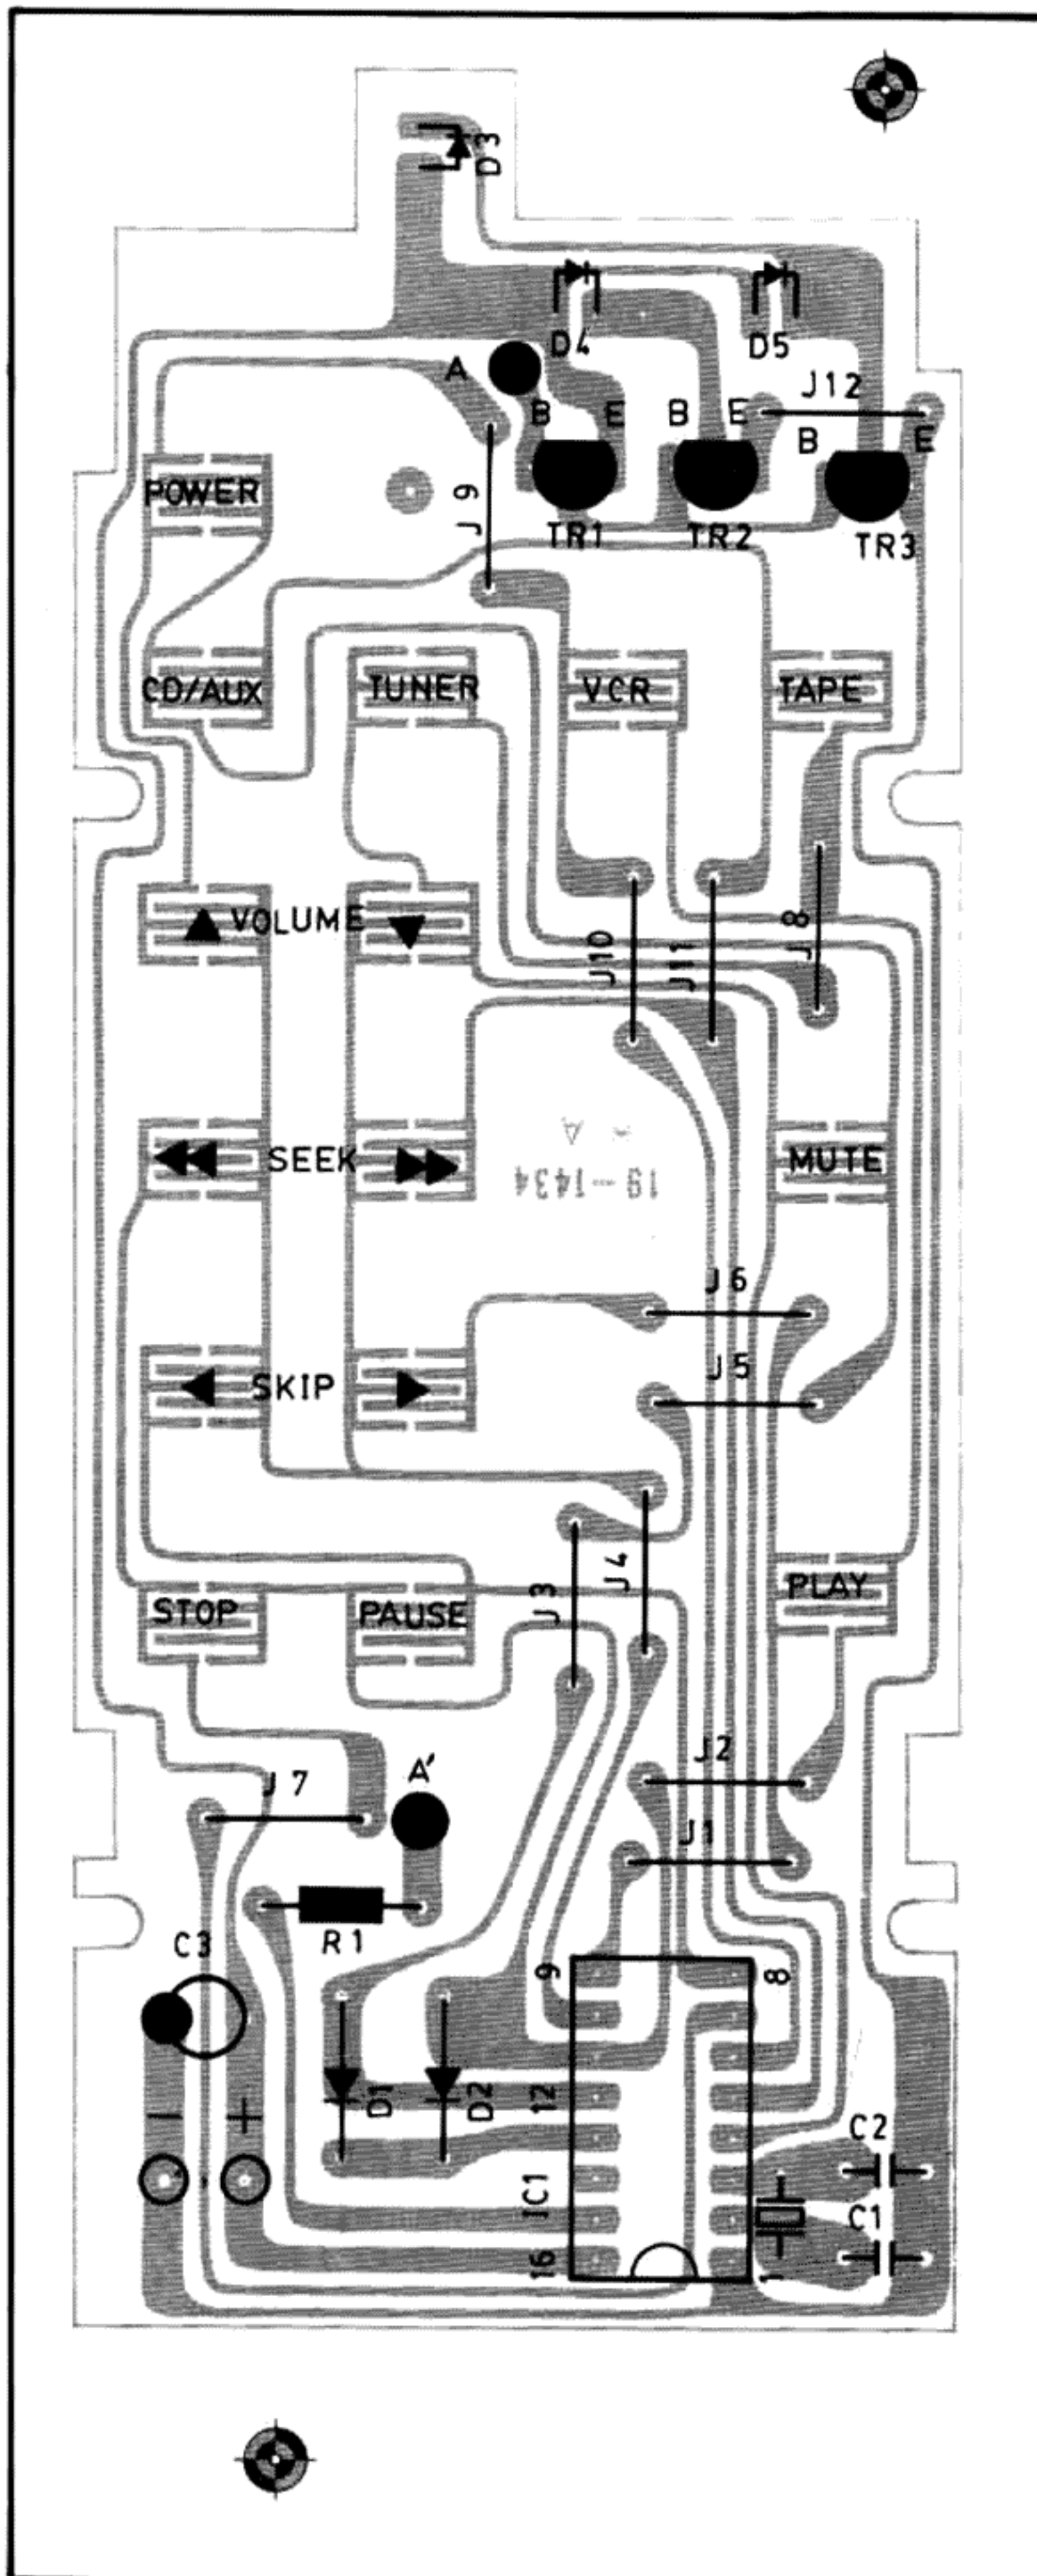 D3
D4
D5
A
J12
B E
B E
B E
POWER
J9
TR1
TR2
TR3
CD/AUX
TUNER
VCR
TAPE
VOLUME
J10
J11
J8
A
SEEK
19-1434
MUTE
J6
J5
SKIP
J4
J3
PLAY
STOP
PAUSE
J2
J7
A'
J1
R1
C3
9
8
D1
D2
12
− +
C2
IC1
C1
16
1